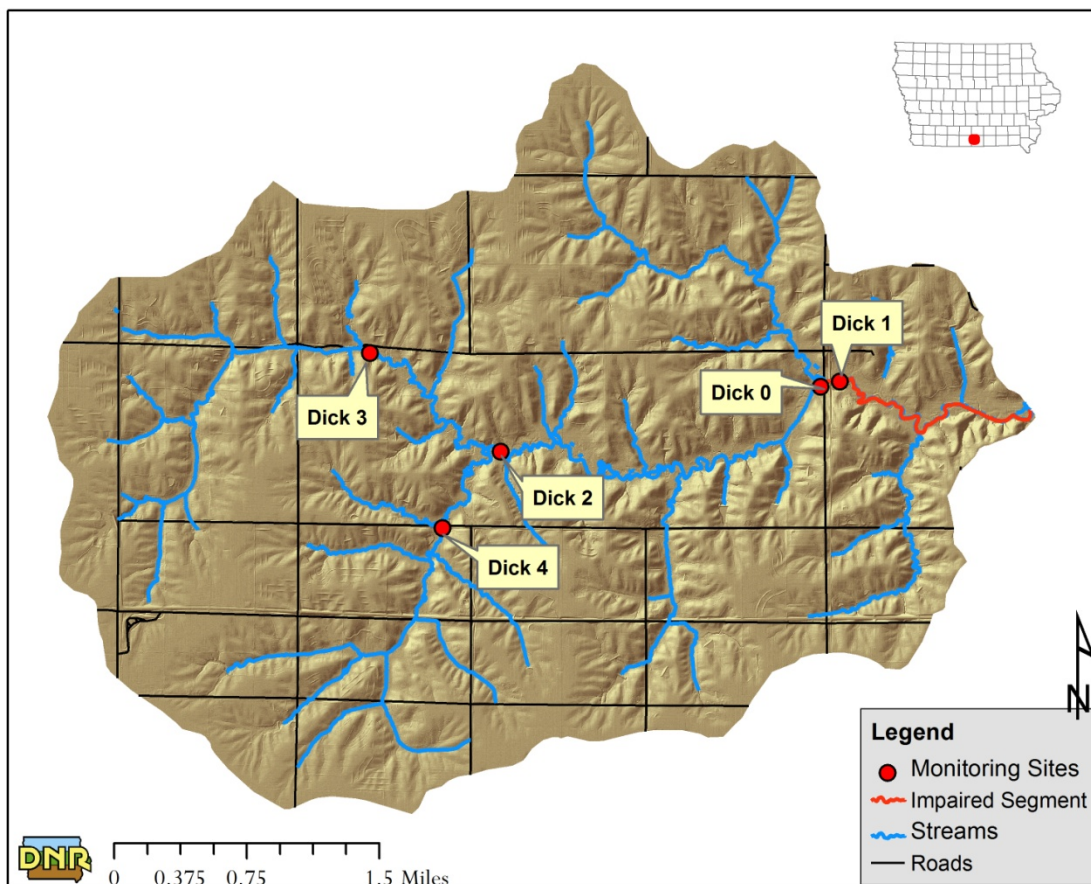 Dick 1
Dick 0
Dick 3
Dick 2
Dick 4
N
Legend
Monitoring Sites
Impaired Segment
Streams
Roads
DNR
0 0.375 0.75 1.5 Miles